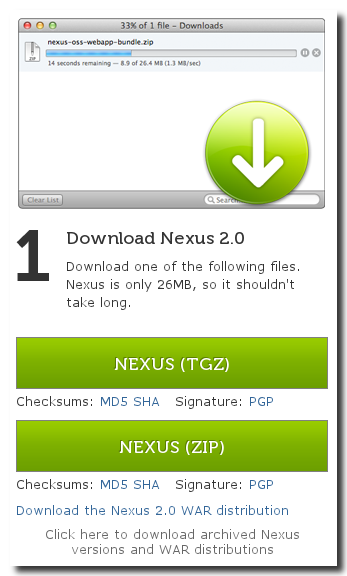 33% of 1 file – Downloads
nexus-oss-webapp-bundle.zip
ZIP
14 seconds remaining — 8.9 of 26.4 MB (1.3 MB/sec)
Clear List
Search
1
Download Nexus 2.0
Download one of the following files.
Nexus is only 26MB, so it shouldn't
take long.
NEXUS (TGZ)
Checksums: MD5 SHA Signature: PGP
NEXUS (ZIP)
Checksums: MD5 SHA Signature: PGP
Download the Nexus 2.0 WAR distribution
Click here to download archived Nexus
versions and WAR distributions